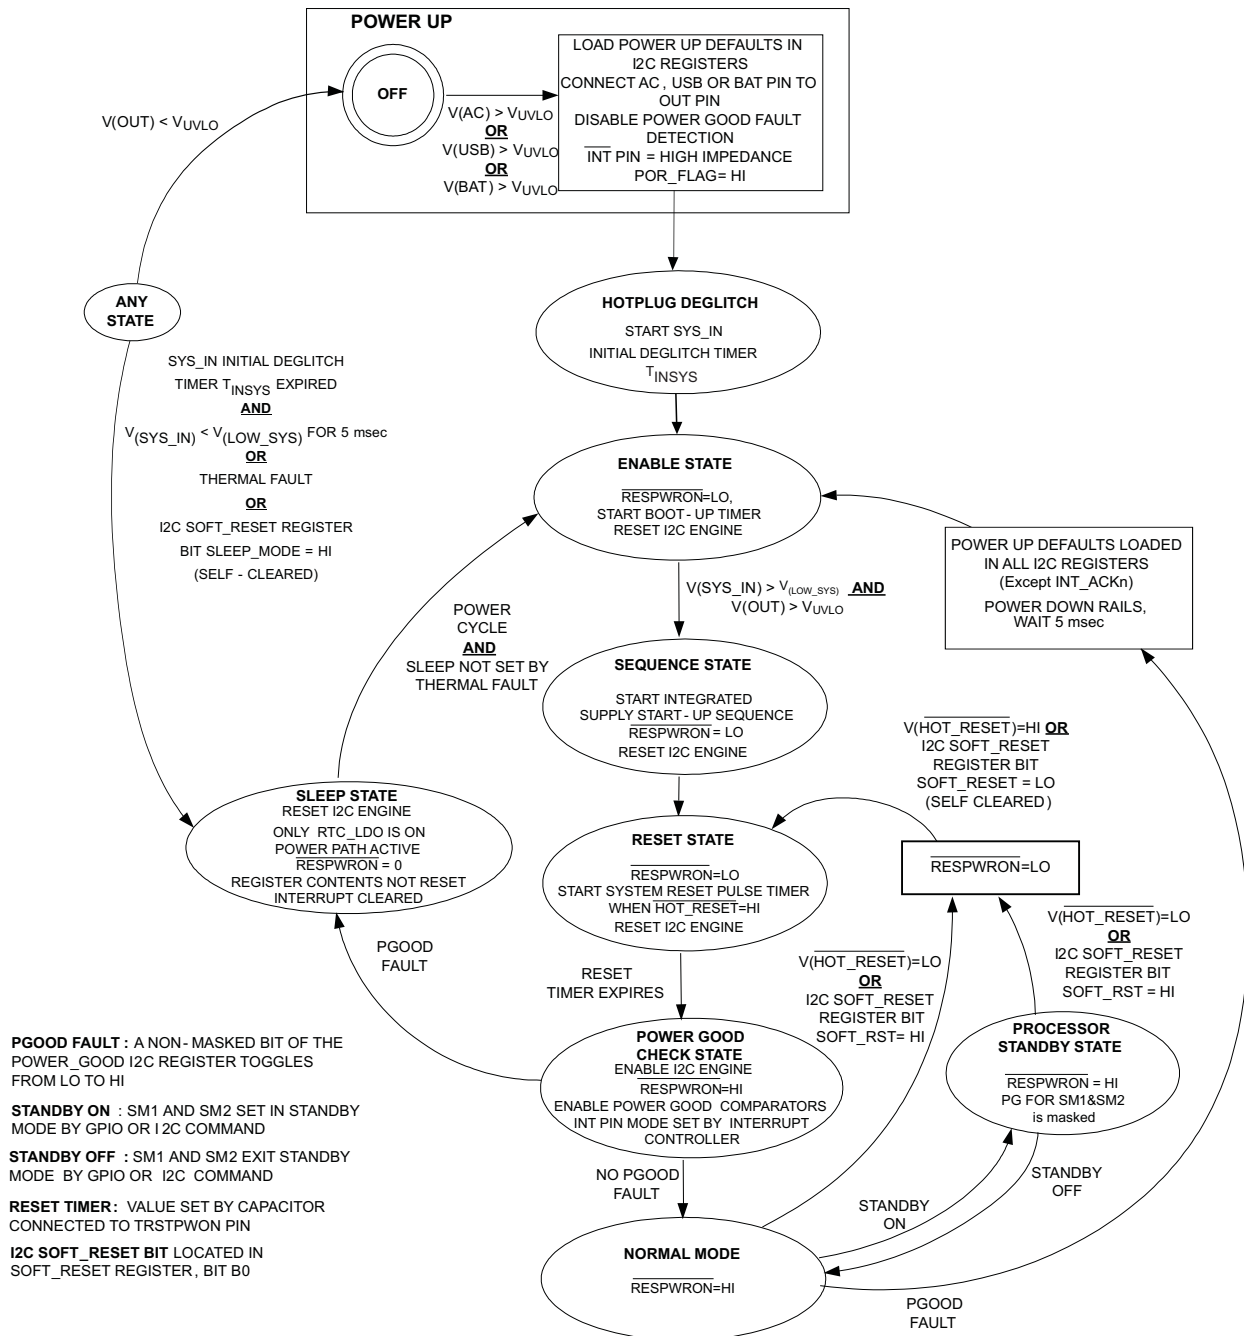 POWER UP
OFF
V(AC) > VUVLO
OR
V(USB) > VUVLO
OR
V(BAT) > VUVLO
LOAD POWER UP DEFAULTS IN
I2C REGISTERS
CONNECT AC, USB OR BAT PIN TO
OUT PIN
DISABLE POWER GOOD FAULT
DETECTION
INT PIN = HIGH IMPEDANCE
POR_FLAG= HI
V(OUT) < VUVLO
ANY
STATE
HOTPLUG DEGLITCH
START SYS_IN
INITIAL DEGLITCH TIMER
TINSYS
SYS_IN INITIAL DEGLITCH
TIMER TINSYS EXPIRED
AND
V(SYS_IN) < V(LOW_SYS) FOR 5 msec
OR
THERMAL FAULT
OR
I2C SOFT_RESET REGISTER
BIT SLEEP_MODE = HI
(SELF - CLEARED)
ENABLE STATE
RESPWRON=LO,
START BOOT - UP TIMER
RESET I2C ENGINE
POWER UP DEFAULTS LOADED
IN ALL I2C REGISTERS
(Except INT_ACKn)
POWER DOWN RAILS,
WAIT 5 msec
V(SYS_IN) > V(LOW_SYS) AND
V(OUT) > VUVLO
POWER
CYCLE
AND
SLEEP NOT SET BY
THERMAL FAULT
SEQUENCE STATE
START INTEGRATED
SUPPLY START - UP SEQUENCE
RESPWRON = LO
RESET I2C ENGINE
V(HOT_RESET)=HI OR
I2C SOFT_RESET
REGISTER BIT
SOFT_RESET = LO
(SELF CLEARED)
SLEEP STATE
RESET I2C ENGINE
ONLY RTC_LDO IS ON
POWER PATH ACTIVE
RESPWRON = 0
REGISTER CONTENTS NOT RESET
INTERRUPT CLEARED
RESET STATE
RESPWRON=LO
START SYSTEM RESET PULSE TIMER
WHEN HOT_RESET=HI
RESET I2C ENGINE
RESPWRON=LO
PGOOD
FAULT
RESET
TIMER EXPIRES
V(HOT_RESET)=LO
OR
I2C SOFT_RESET
REGISTER BIT
SOFT_RST= HI
V(HOT_RESET)=LO
OR
I2C SOFT_RESET
REGISTER BIT
SOFT_RST = HI
POWER GOOD
CHECK STATE
ENABLE I2C ENGINE
RESPWRON=HI
ENABLE POWER GOOD COMPARATORS
INT PIN MODE SET BY INTERRUPT
CONTROLLER
PROCESSOR
STANDBY STATE
RESPWRON = HI
PG FOR SM1&SM2
is masked
NO PGOOD
FAULT
STANDBY
ON
STANDBY
OFF
NORMAL MODE
RESPWRON=HI
PGOOD
FAULT
PGOOD FAULT : A NON - MASKED BIT OF THE
POWER_GOOD I2C REGISTER TOGGLES
FROM LO TO HI
STANDBY ON : SM1 AND SM2 SET IN STANDBY
MODE BY GPIO OR I2C COMMAND
STANDBY OFF : SM1 AND SM2 EXIT STANDBY
MODE BY GPIO OR I2C COMMAND
RESET TIMER : VALUE SET BY CAPACITOR
CONNECTED TO TRSTPWON PIN
I2C SOFT_RESET BIT LOCATED IN
SOFT_RESET REGISTER, BIT B0